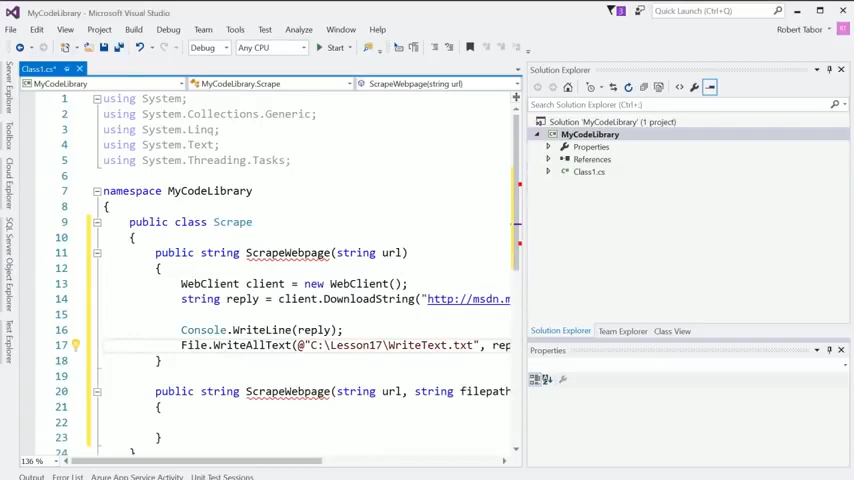 MyCodeLibrary - Microsoft Visual Studio
3
Quick Launch (Ctrl+Q)
File Edit View Project Build Debug Team Tools Test Analyze Window Help
Robert Tabor
RT
Debug Any CPU Start
Class1.cs*
MyCodeLibrary MyCodeLibrary.Scrape ScrapeWebpage(string url)
Server Explorer
Toolbox
Cloud Explorer
SQL Server Object Explorer
Test Explorer
1 using System;
2 using System.Collections.Generic;
3 using System.Linq;
4 using System.Text;
5 using System.Threading.Tasks;
6
7 namespace MyCodeLibrary
8 {
9 public class Scrape
10 {
11 public string ScrapeWebpage(string url)
12 {
13 WebClient client = new WebClient();
14 string reply = client.DownloadString("http://msdn.m
15
16 Console.WriteLine(reply);
17 File.WriteAllText(@"C:\Lesson17\WriteText.txt", rep
18 }
19
20 public string ScrapeWebpage(string url, string filepath
21 {
22
23 }
24 }
136 %
Solution Explorer
Search Solution Explorer (Ctrl+;)
Solution 'MyCodeLibrary' (1 project)
MyCodeLibrary
Properties
References
Class1.cs
Solution Explorer Team Explorer Class View
Properties
Output Error List Azure App Service Activity Unit Test Sessions